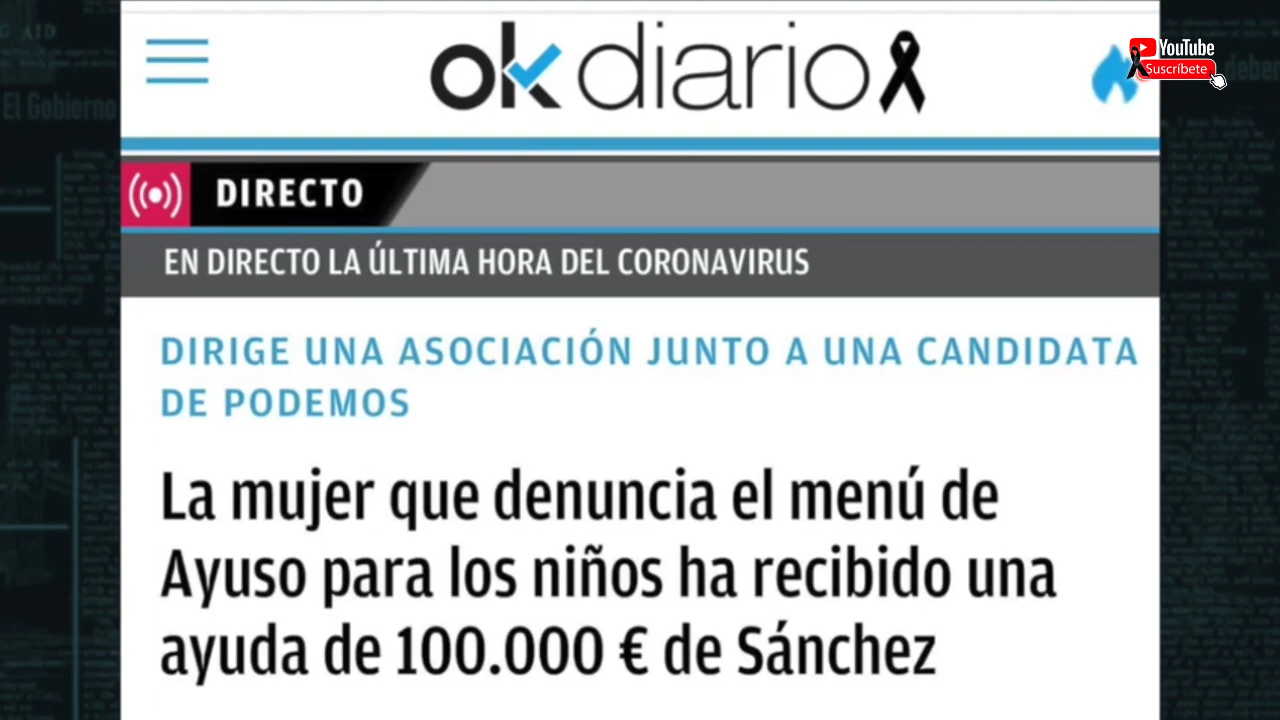 okdiario
YouTube
Suscríbete
DIRECTO
EN DIRECTO LA ÚLTIMA HORA DEL CORONAVIRUS
DIRIGE UNA ASOCIACIÓN JUNTO A UNA CANDIDATA
DE PODEMOS
La mujer que denuncia el menú de
Ayuso para los niños ha recibido una
ayuda de 100.000 € de Sánchez
El Gobierno